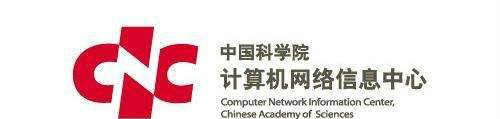 cnc
中国科学院
计算机网络信息中心
Computer Network Information Center,
Chinese Academy of Sciences